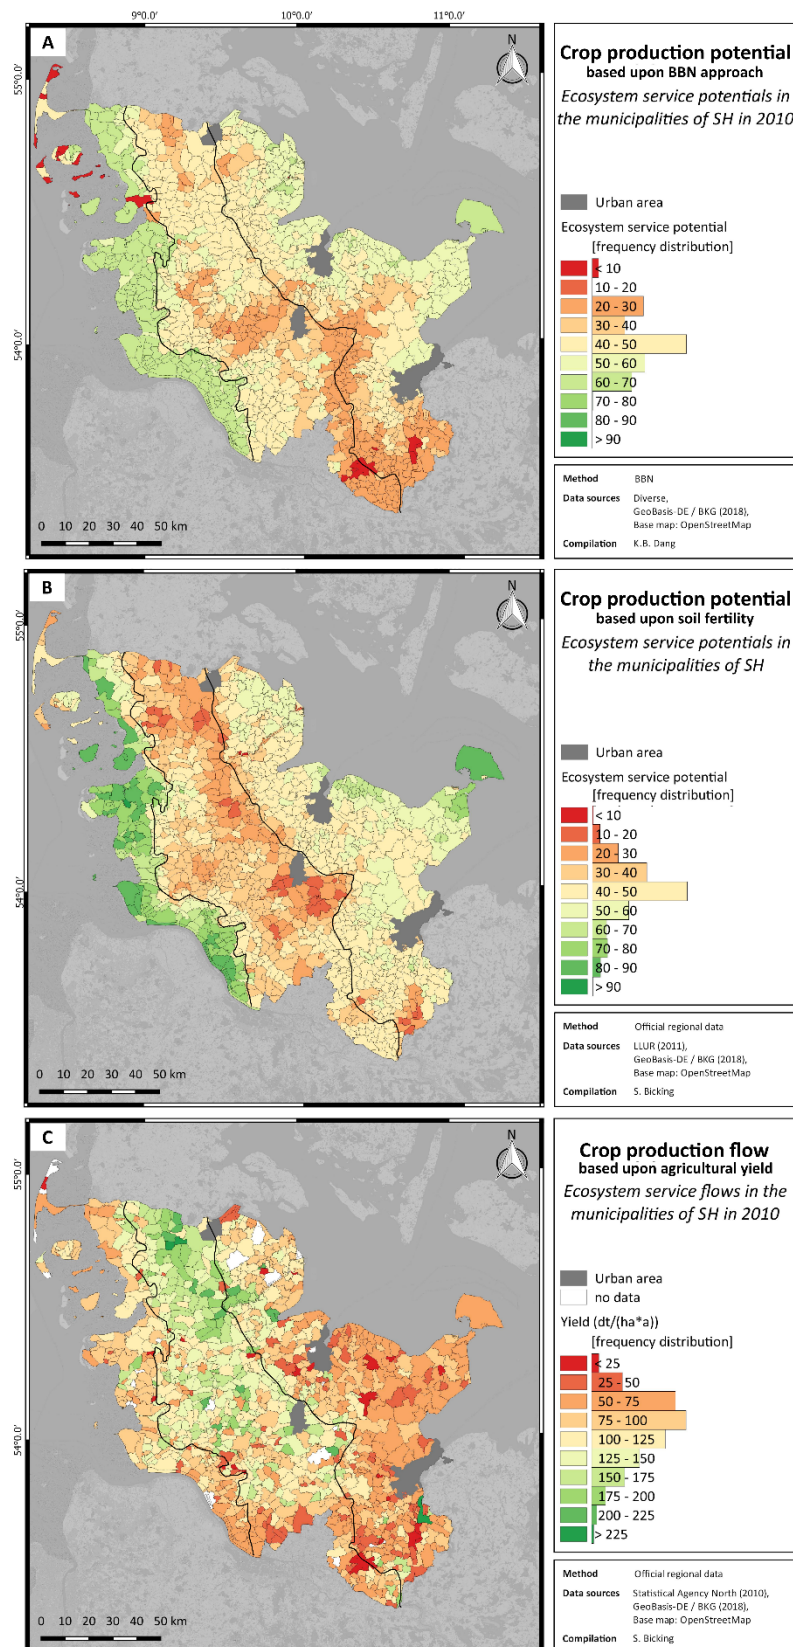 9°0.0'
10°0.0'
11°0.0'
A
N
55°0.0'
54°0.0'
0 10 20 30 40 50 km
Crop production potential
based upon BBN approach
Ecosystem service potentials in
the municipalities of SH in 2010
Urban area
Ecosystem service potential
[frequency distribution]
< 10
10 - 20
20 - 30
30 - 40
40 - 50
50 - 60
60 - 70
70 - 80
80 - 90
> 90
Method BBN
Data sources Diverse,
GeoBasis-DE / BKG (2018),
Base map: OpenStreetMap
Compilation K.B. Dang
B
N
55°0.0'
54°0.0'
0 10 20 30 40 50 km
Crop production potential
based upon soil fertility
Ecosystem service potentials in
the municipalities of SH
Urban area
Ecosystem service potential
[frequency distribution]
< 10
10 - 20
20 - 30
30 - 40
40 - 50
50 - 60
60 - 70
70 - 80
80 - 90
> 90
Method Official regional data
Data sources LLUR (2011),
GeoBasis-DE / BKG (2018),
Base map: OpenStreetMap
Compilation S. Bicking
C
N
55°0.0'
54°0.0'
0 10 20 30 40 50 km
Crop production flow
based upon agricultural yield
Ecosystem service flows in the
municipalities of SH in 2010
Urban area
no data
Yield (dt/(ha*a))
[frequency distribution]
< 25
25 - 50
50 - 75
75 - 100
100 - 125
125 - 150
150 - 175
175 - 200
200 - 225
> 225
Method Official regional data
Data sources Statistical Agency North (2010),
GeoBasis-DE / BKG (2018),
Base map: OpenStreetMap
Compilation S. Bicking